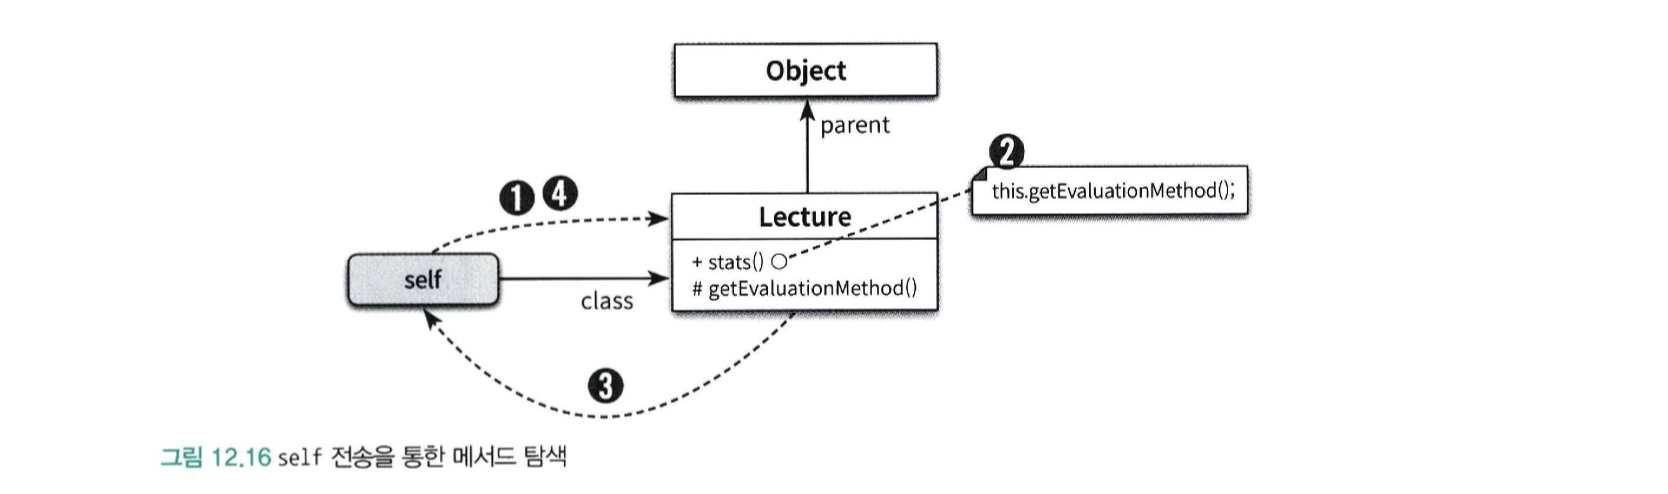 Object
parent
❷
this.getEvaluationMethod();
❶ ❹
Lecture
+ stats()
self
# getEvaluationMethod()
class
❸
그림 12.16 self 전송을 통한 메서드 탐색